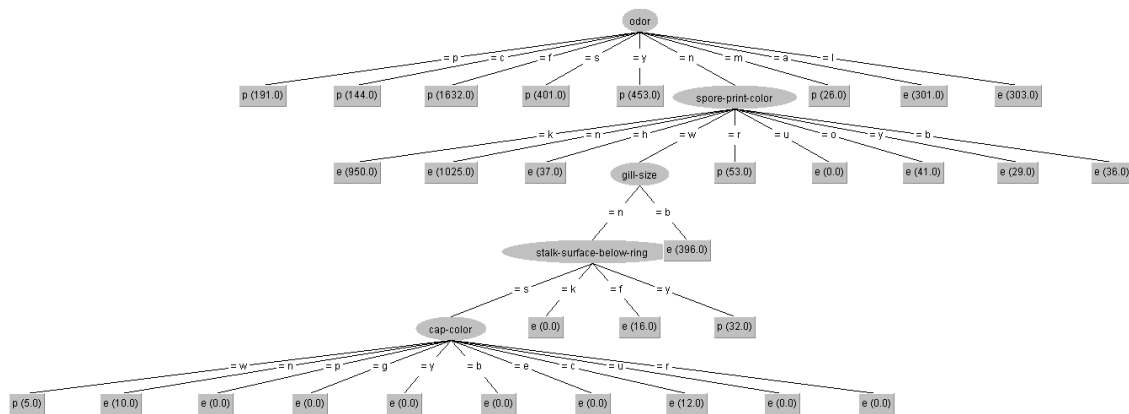 odor
= p = c = f = s = y = n = m = a = l
p (191.0) p (144.0) p (1632.0) p (401.0) p (453.0) spore-print-color p (26.0) e (301.0) e (303.0)
= k = n = h = w = r = u = o = y = b
e (950.0) e (1025.0) e (37.0) gill-size p (53.0) e (0.0) e (41.0) e (29.0) e (36.0)
= n = b
stalk-surface-below-ring e (396.0)
= s = k = f = y
cap-color e (0.0) e (16.0) p (32.0)
= w = n = p = g = y = b = e = c = u = r
p (5.0) e (10.0) e (0.0) e (0.0) e (0.0) e (0.0) e (0.0) e (12.0) e (0.0) e (0.0)